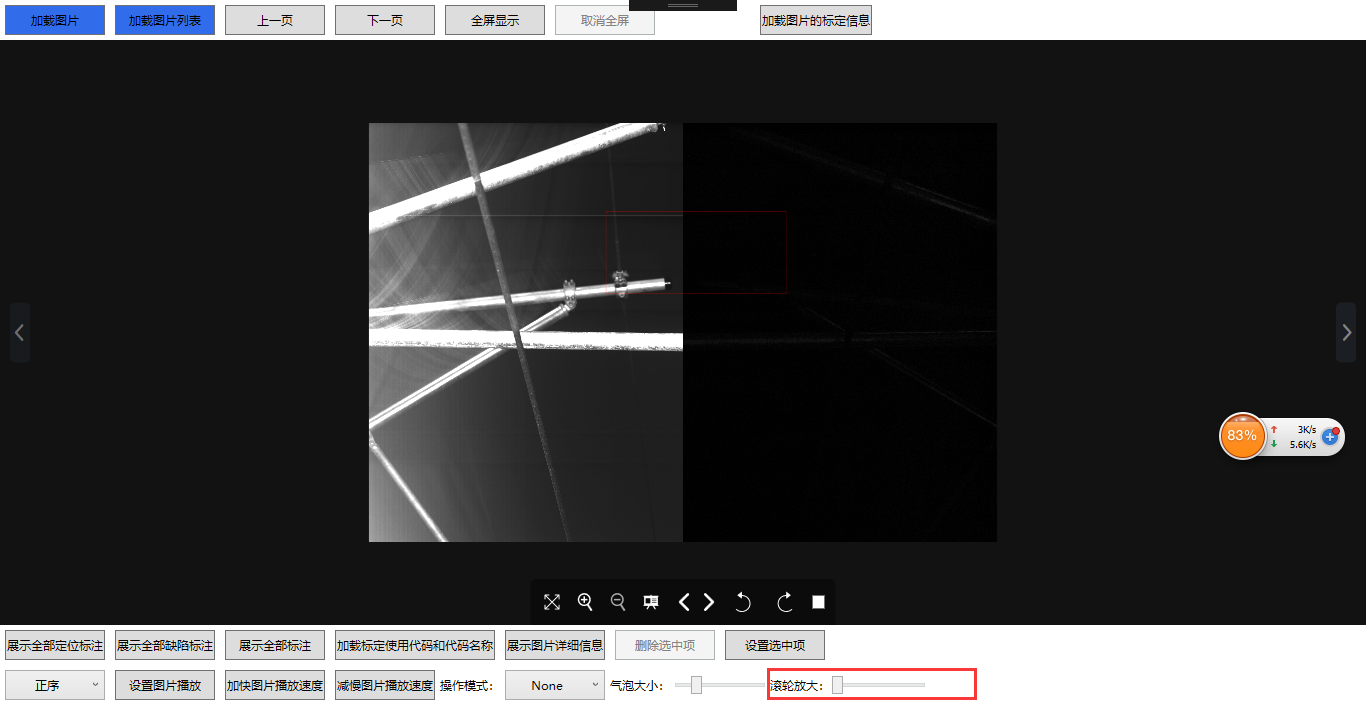 加载图片 加载图片列表 上一页 下一页 全屏显示 取消全屏 加载图片的标定信息
83% 3K/s
5.6K/s
展示全部定位标注 展示全部缺陷标注 展示全部标注 加载标定使用代码和代码名称 展示图片详细信息 删除选中项 设置选中项
正序 设置图片播放 加快图片播放速度 减慢图片播放速度 操作模式: None 气泡大小: 滚轮放大: